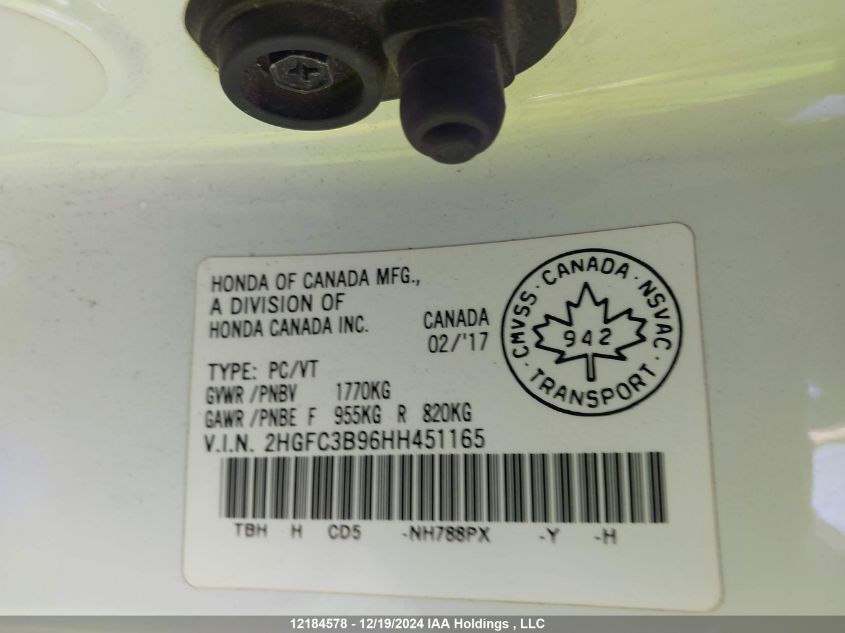 HONDA OF CANADA MFG.,
A DIVISION OF
HONDA CANADA INC.
CANADA
02/'17
TYPE: PC/VT
GVWR /PNBV 1770KG
GAWR /PNBE F 955KG R 820KG
V.I.N. 2HGFC3B96HH451165
TBH H CD5 -NH788PX -Y -H
CMVSS · CANADA · NSVAC
942
· TRANSPORT ·
12184578 - 12/19/2024 IAA Holdings , LLC